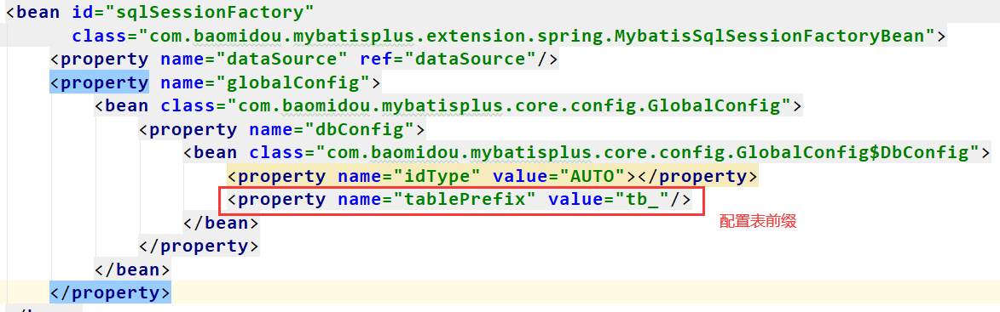 <bean id="sqlSessionFactory"
class="com.baomidou.mybatisplus.extension.spring.MybatisSqlSessionFactoryBean">
<property name="dataSource" ref="dataSource"/>
<property name="globalConfig">
<bean class="com.baomidou.mybatisplus.core.config.GlobalConfig">
<property name="dbConfig">
<bean class="com.baomidou.mybatisplus.core.config.GlobalConfig$DbConfig">
<property name="idType" value="AUTO"></property>
<property name="tablePrefix" value="tb_"/>
配置表前缀
</bean>
</property>
</bean>
</property>